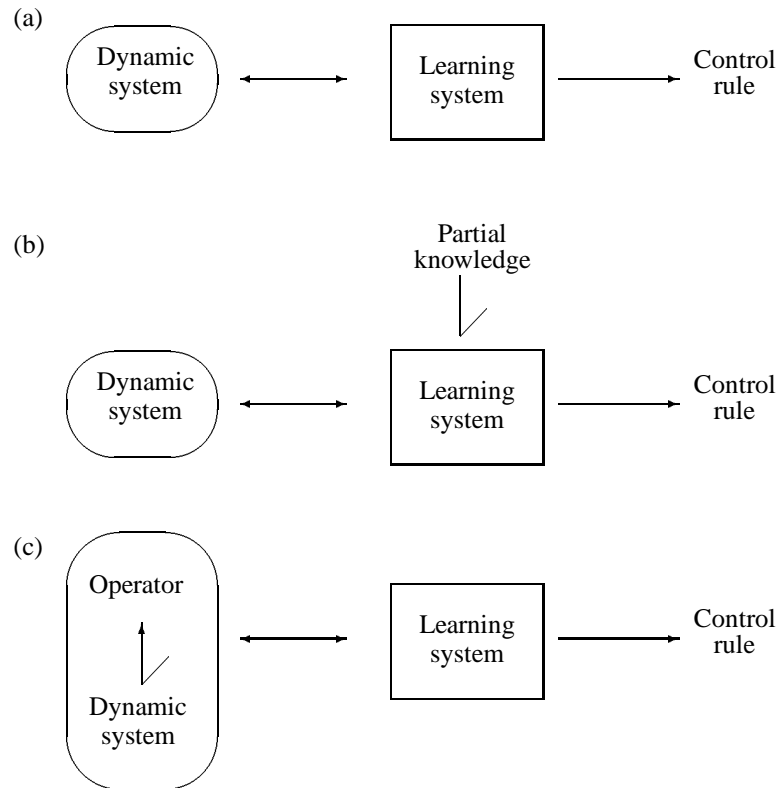 (a)
Dynamic
system
Learning
system
Control
rule
(b)
Partial
knowledge
Dynamic
system
Learning
system
Control
rule
(c)
Operator
Dynamic
system
Learning
system
Control
rule